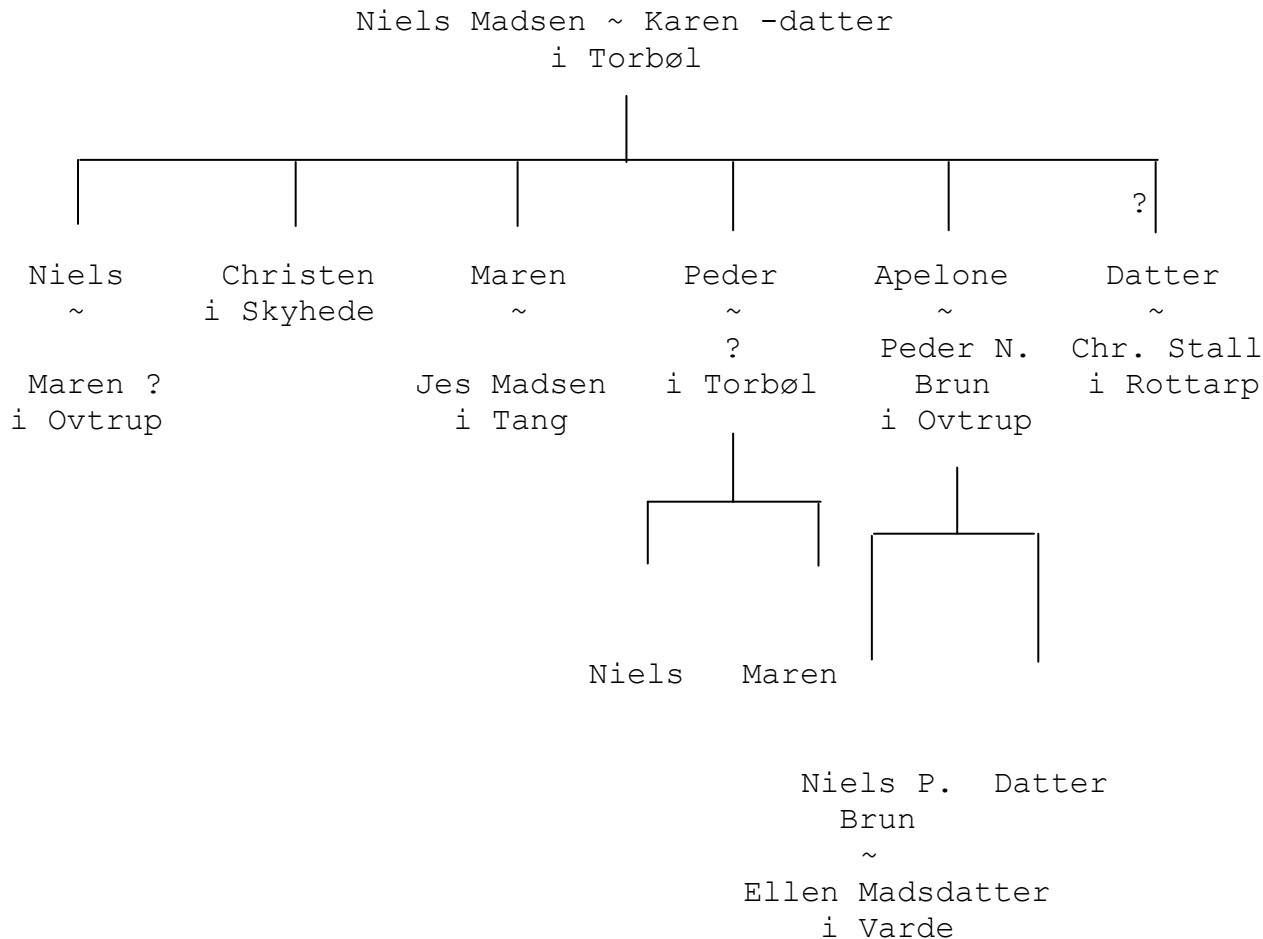 Niels Madsen ~ Karen -datter
i Torbøl
?
Niels Christen Maren Peder Apelone Datter
~ i Skyhede ~ ~ ~ ~
? Peder N. Chr. Stall
Maren ? Jes Madsen i Torbøl Brun i Rottarp
i Ovtrup i Tang i Ovtrup
Niels Maren
Niels P. Datter
Brun
~
Ellen Madsdatter
i Varde